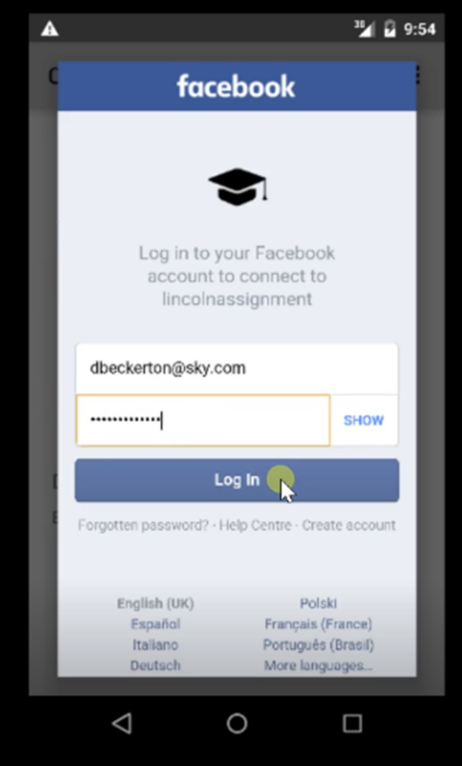 3G 9:54
facebook
Log in to your Facebook
account to connect to
lincolnassignment
dbeckerton@sky.com
•••••••••••••
SHOW
Log In
Forgotten password? · Help Centre · Create account
English (UK)
Polski
Español
Français (France)
Italiano
Português (Brasil)
Deutsch
More languages...